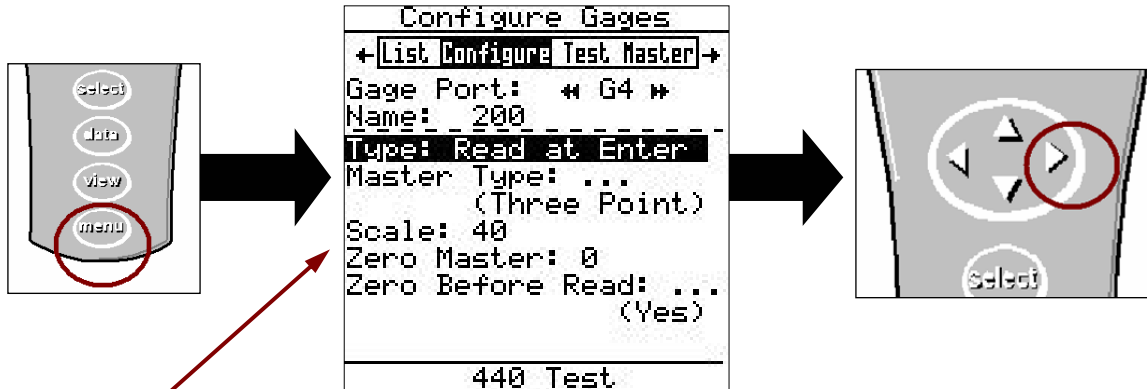 select
data
view
menu
Configure Gages
List Configure Test Master
Gage Port: G4
Name: 200
Type: Read at Enter
Master Type: ...
(Three Point)
Scale: 40
Zero Master: 0
Zero Before Read: ...
(Yes)
440 Test
select